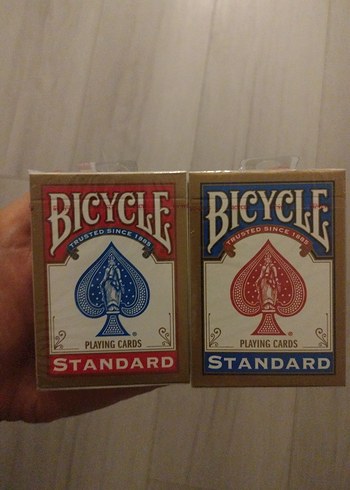 BICYCLE
TRUSTED SINCE 1885
®
PLAYING CARDS
STANDARD
BICYCLE
TRUSTED SINCE 1885
®
PLAYING CARDS
STANDARD